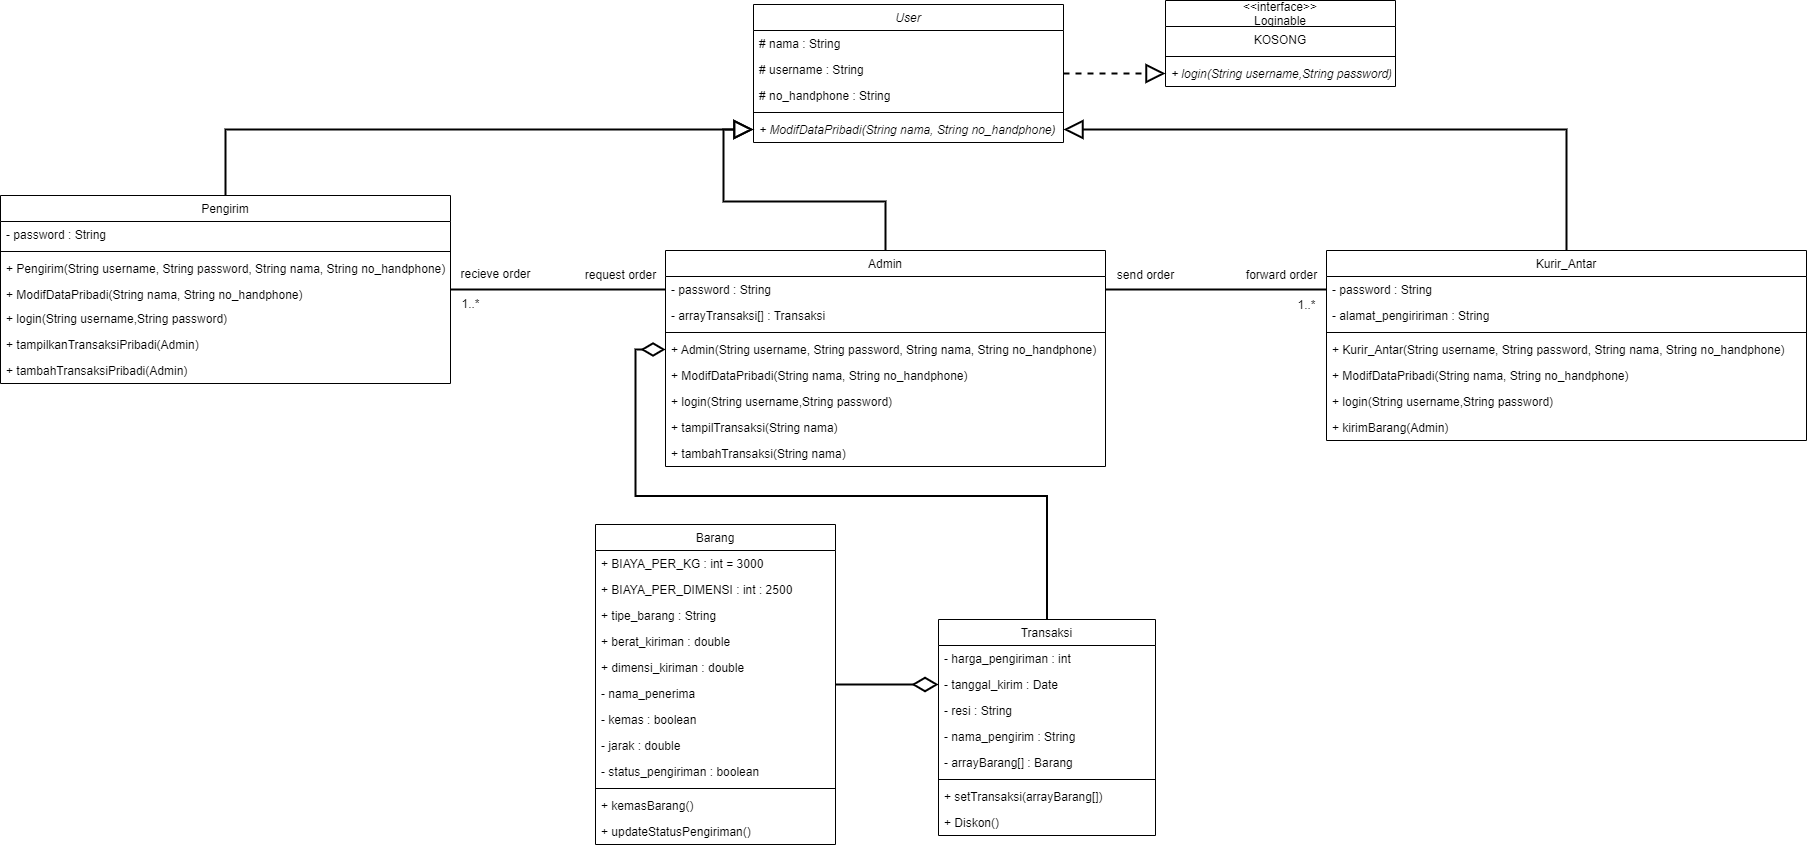 User
# nama : String
# username : String
# no_handphone : String
+ ModifDataPribadi(String nama, String no_handphone)
<<interface>>
Loginable
KOSONG
+ login(String username,String password)
Pengirim
- password : String
+ Pengirim(String username, String password, String nama, String no_handphone)
+ ModifDataPribadi(String nama, String no_handphone)
+ login(String username,String password)
+ tampilkanTransaksiPribadi(Admin)
+ tambahTransaksiPribadi(Admin)
recieve order
request order
1..*
Admin
- password : String
- arrayTransaksi[] : Transaksi
+ Admin(String username, String password, String nama, String no_handphone)
+ ModifDataPribadi(String nama, String no_handphone)
+ login(String username,String password)
+ tampilTransaksi(String nama)
+ tambahTransaksi(String nama)
send order
forward order
1..*
Kurir_Antar
- password : String
- alamat_pengiririman : String
+ Kurir_Antar(String username, String password, String nama, String no_handphone)
+ ModifDataPribadi(String nama, String no_handphone)
+ login(String username,String password)
+ kirimBarang(Admin)
Barang
+ BIAYA_PER_KG : int = 3000
+ BIAYA_PER_DIMENSI : int : 2500
+ tipe_barang : String
+ berat_kiriman : double
+ dimensi_kiriman : double
- nama_penerima
- kemas : boolean
- jarak : double
- status_pengiriman : boolean
+ kemasBarang()
+ updateStatusPengiriman()
Transaksi
- harga_pengiriman : int
- tanggal_kirim : Date
- resi : String
- nama_pengirim : String
- arrayBarang[] : Barang
+ setTransaksi(arrayBarang[])
+ Diskon()